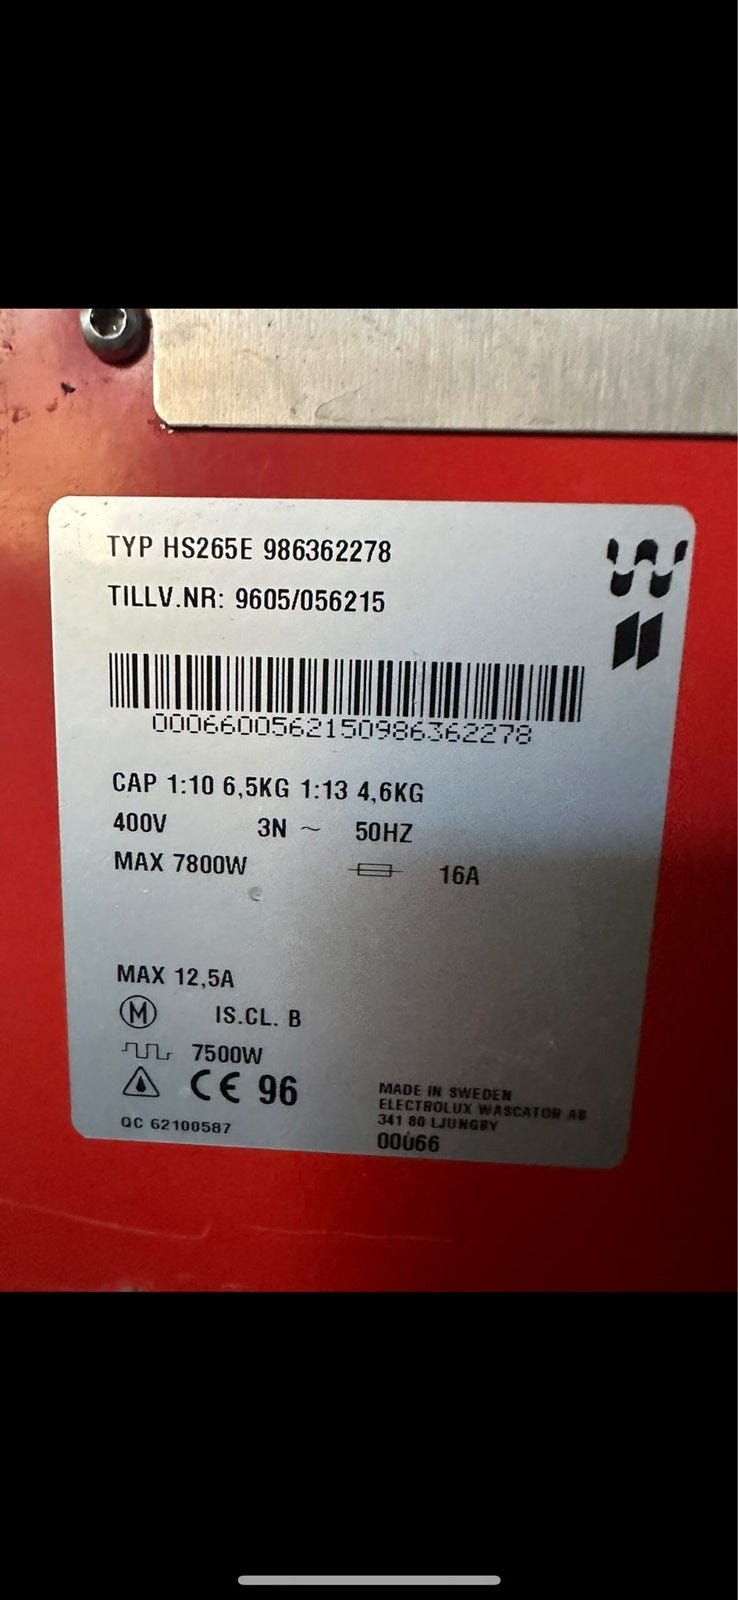 TYP HS265E 986362278
TILLV.NR: 9605/056215
0006600562150986362278
CAP 1:10 6,5KG 1:13 4,6KG
400V 3N ~ 50HZ
MAX 7800W 16A
MAX 12,5A
M IS.CL. B
7500W
CE 96
QC 62100587
MADE IN SWEDEN
ELECTROLUX WASCATOR AB
341 80 LJUNGBY
00066